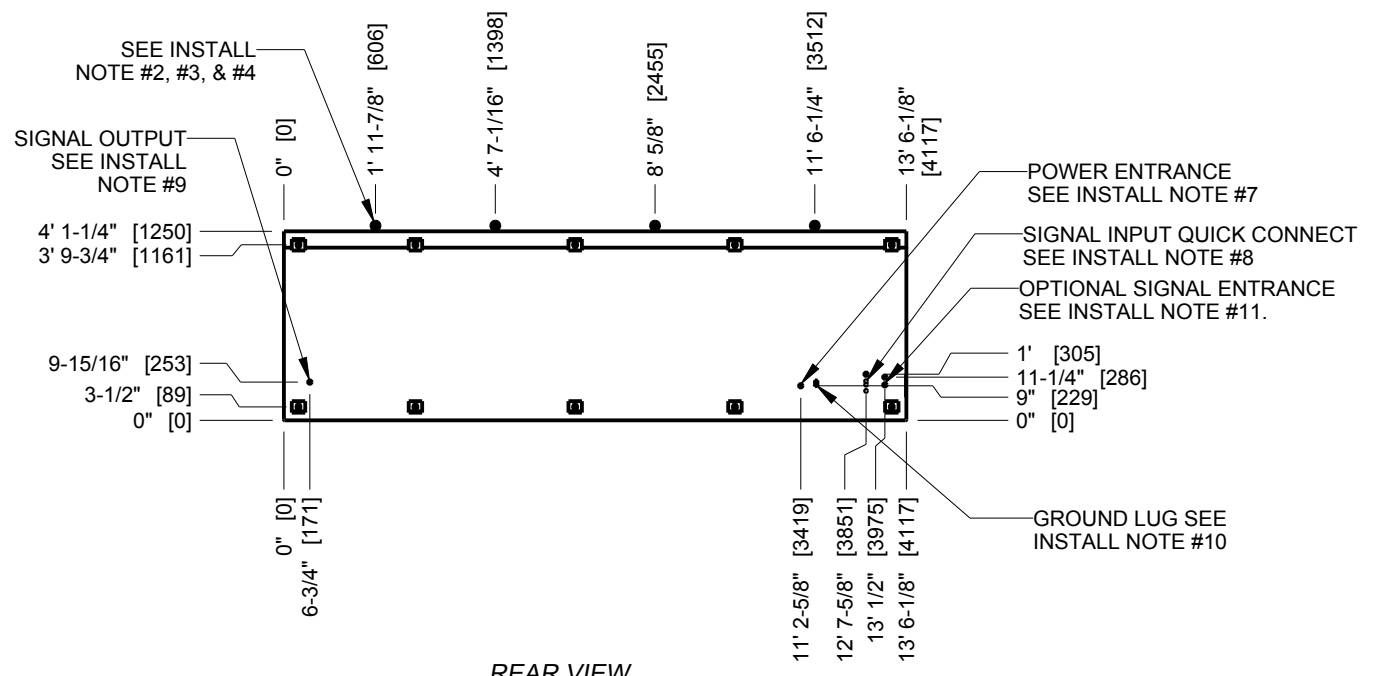 SEE INSTALL
NOTE #2, #3, & #4
SIGNAL OUTPUT
SEE INSTALL
NOTE #9
0" [0]
1' 11-7/8" [606]
4' 7-1/16" [1398]
8' 5/8" [2455]
11' 6-1/4" [3512]
13' 6-1/8"
[4117]
POWER ENTRANCE
SEE INSTALL NOTE #7
SIGNAL INPUT QUICK CONNECT
SEE INSTALL NOTE #8
OPTIONAL SIGNAL ENTRANCE
SEE INSTALL NOTE #11.
4' 1-1/4" [1250]
3' 9-3/4" [1161]
9-15/16" [253]
3-1/2" [89]
0" [0]
1' [305]
11-1/4" [286]
9" [229]
0" [0]
0" [0]
6-3/4" [171]
11' 2-5/8" [3419]
12' 7-5/8" [3851]
13' 1/2" [3975]
13' 6-1/8" [4117]
GROUND LUG SEE
INSTALL NOTE #10
REAR VIEW